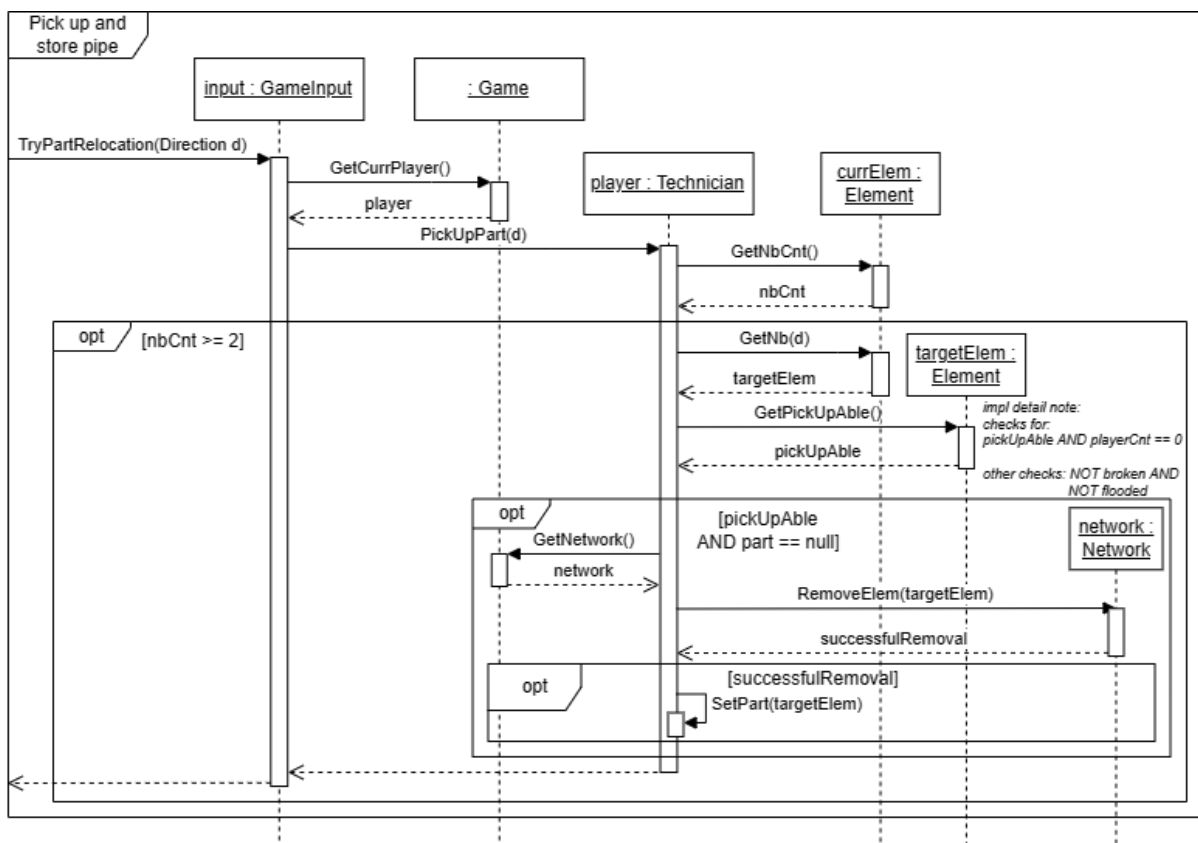 Pick up and
store pipe
input : GameInput
: Game
TryPartRelocation(Direction d)
GetCurrPlayer()
player
player : Technician
currElem :
Element
PickUpPart(d)
GetNbCnt()
nbCnt
opt
[nbCnt >= 2]
GetNb(d)
targetElem
targetElem :
Element
GetPickUpAble()
pickUpAble
impl detail note:
checks for:
pickUpAble AND playerCnt == 0
other checks: NOT broken AND
NOT flooded
opt
[pickUpAble
AND part == null]
network :
Network
GetNetwork()
network
RemoveElem(targetElem)
successfulRemoval
opt
[successfulRemoval]
SetPart(targetElem)